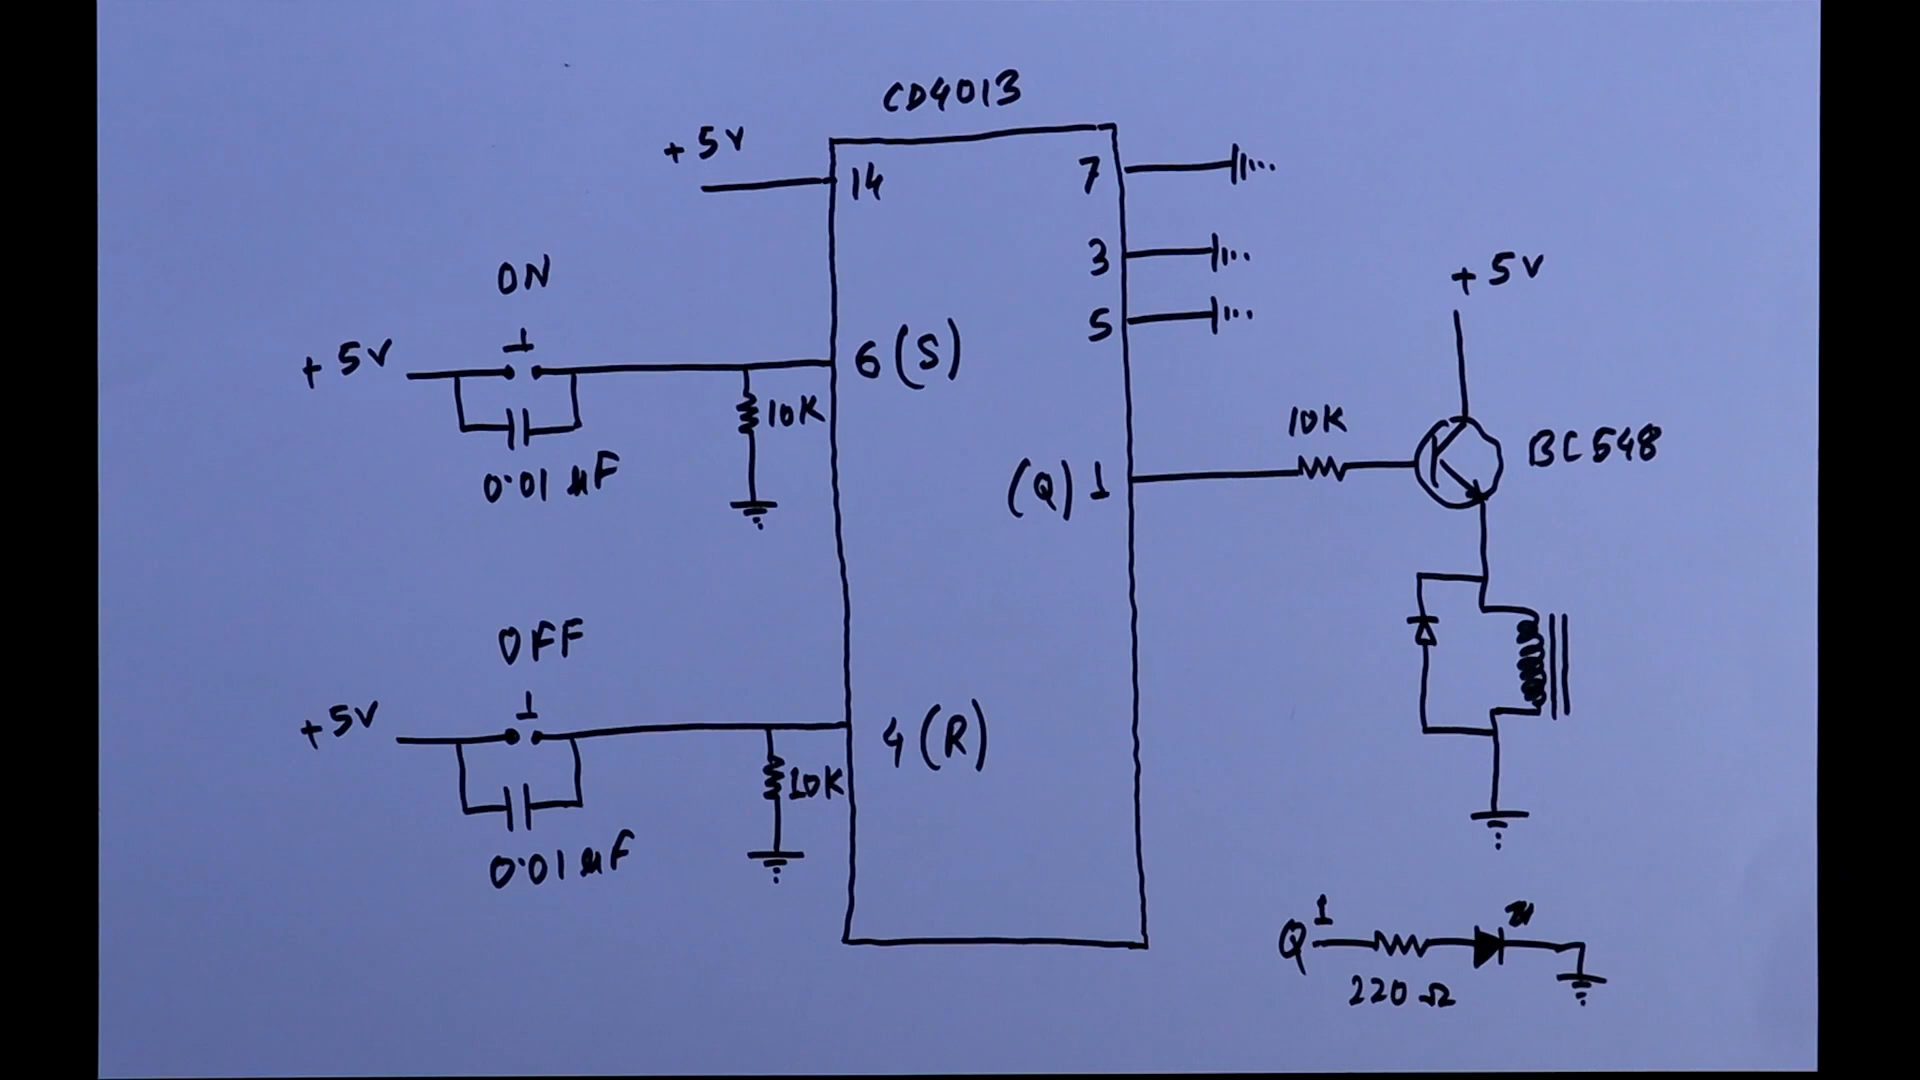 CD4013
+5V
14
7
3
5
ON
+5V
6(S)
10K
0.01 µF
+5V
10K
BC548
(Q) 1
OFF
+5V
4(R)
10K
0.01 µF
Q 1
220 Ω